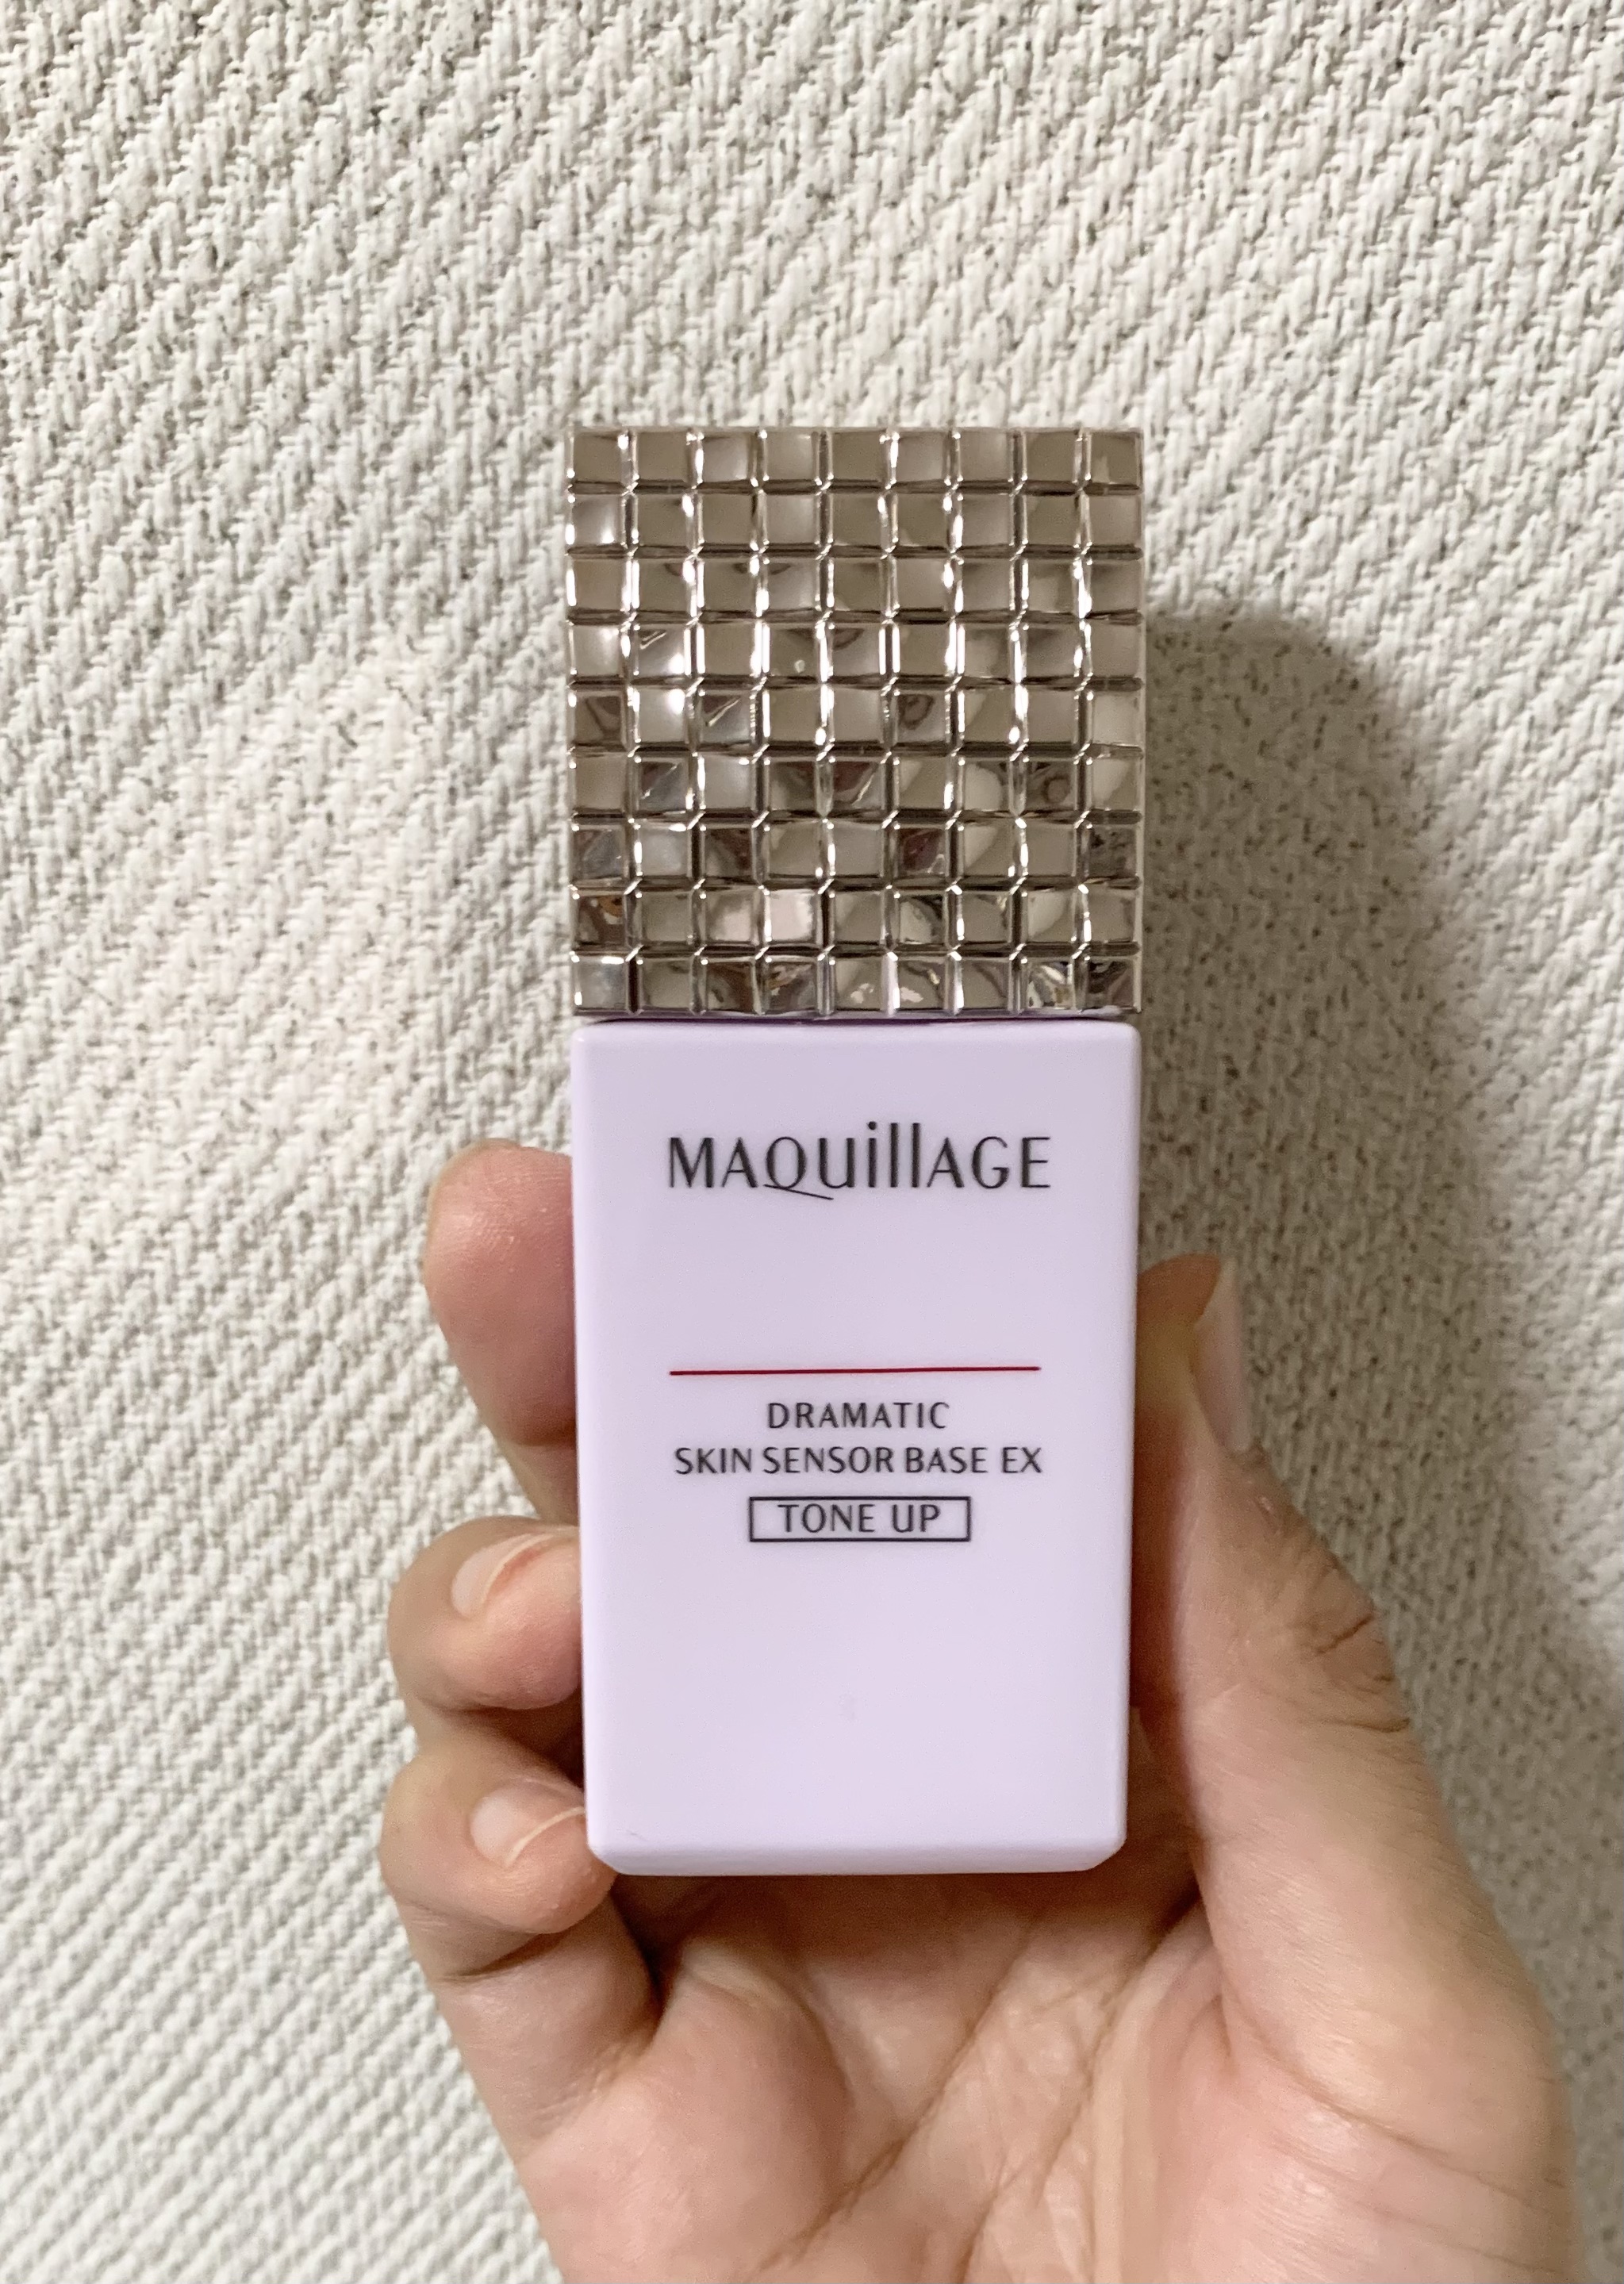 MAQuillAGE
DRAMATIC
SKIN SENSOR BASE EX
TONE UP